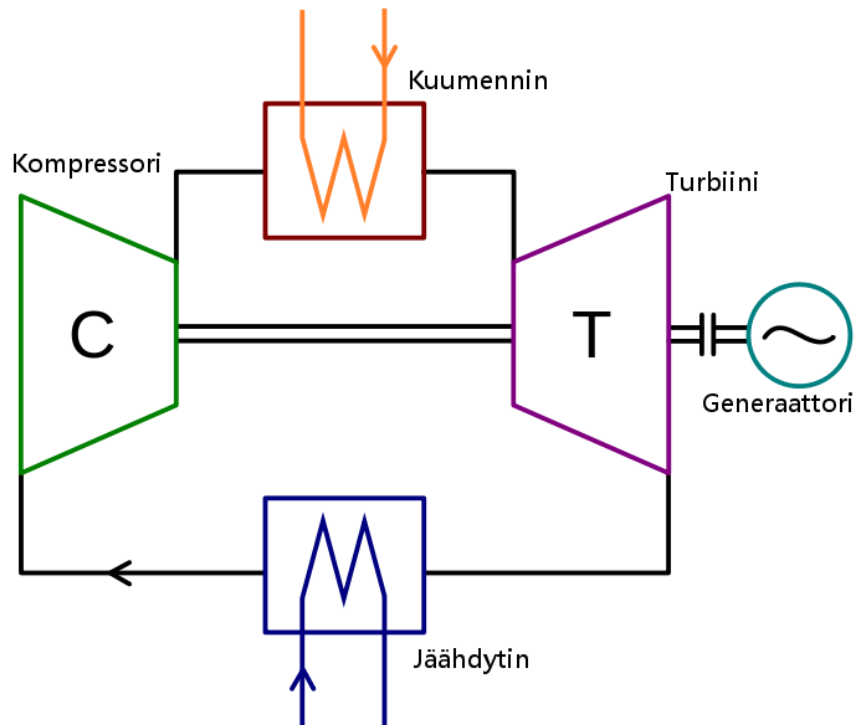 Kuumennin
Kompressori
Turbiini
C
T
Generaattori
Jäähdytin